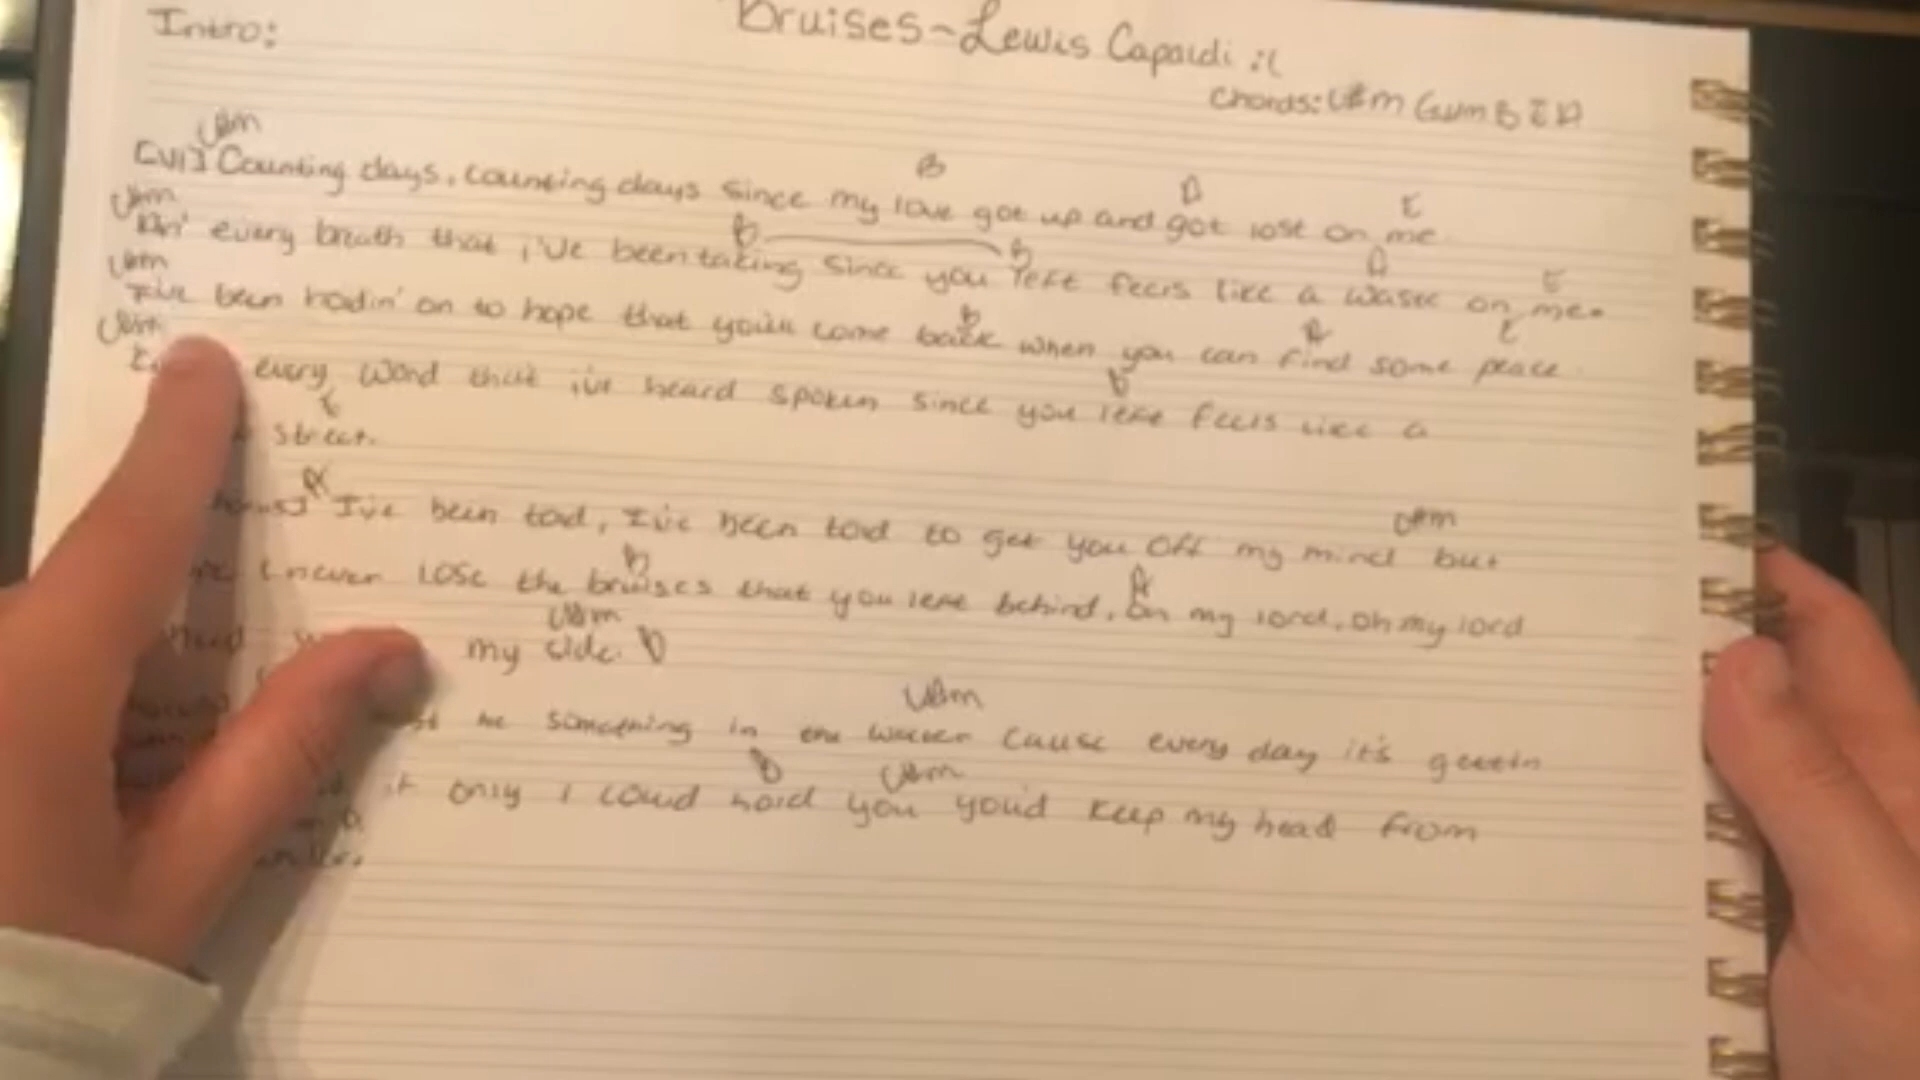 Intro:
Bruises~Lewis Capaldi :(
Chords: C#m G#m B E A
C#m
[V1] Counting days, counting days since my love got up and got lost on me.
B A E
C#m
An' every breath that i've been taking since you left feels like a waste on me.
B B A E
C#m
I've been hodin' on to hope that you'll come back when you can find some peace
B A E
C#m
every word that i've heard spoken since you left feels like a
B
E
street.
A
I've been told, I've been told to get you off my mind but
C#m
I never lose the bruises that you left behind. Oh my lord, oh my lord
B A
C#m
my side. B
C#m
be something in the water cause every day it's gettin
B C#m
if only i could hold you you'd keep my head from